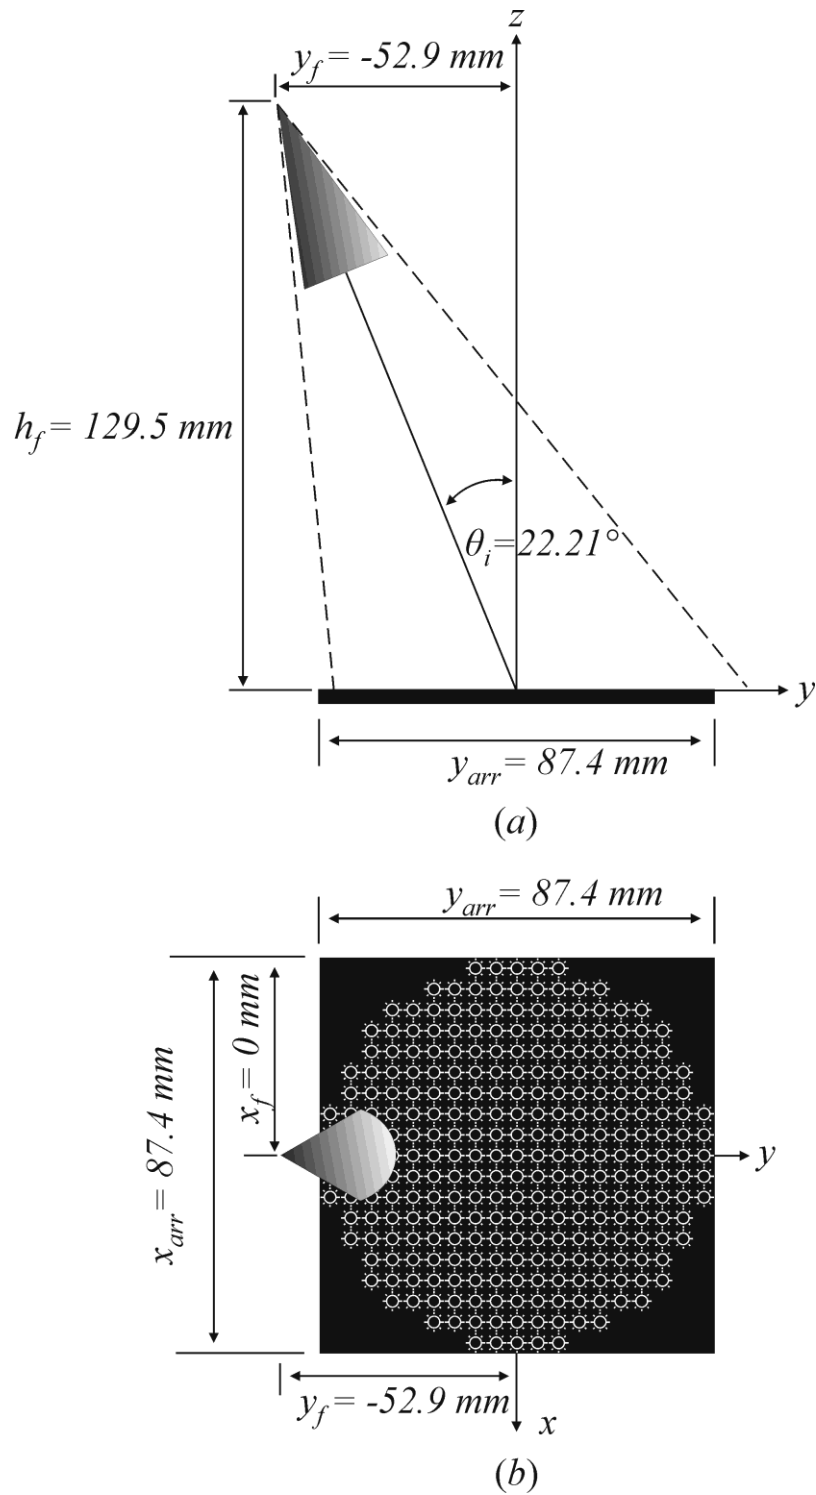 z
y_f = -52.9 mm
h_f = 129.5 mm
θ_i=22.21°
y
y_arr = 87.4 mm
(a)
y_arr = 87.4 mm
x_f = 0 mm
x_arr = 87.4 mm
y
y_f = -52.9 mm
x
(b)